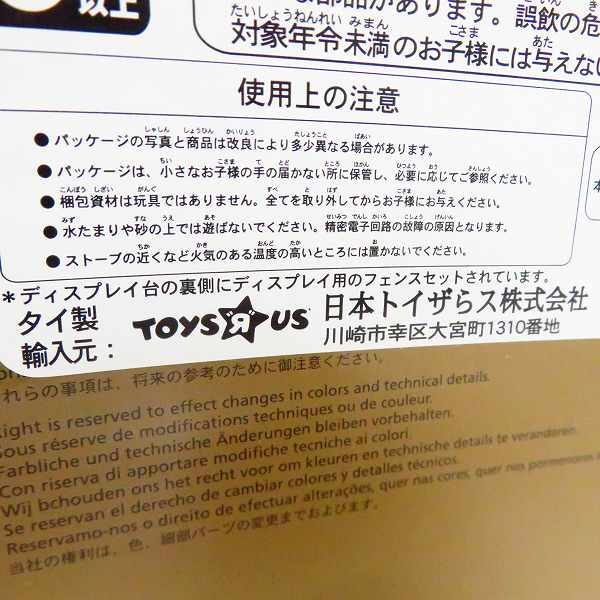 以上
部品があります。誤飲の危
対象年令未満のお子様には与えない
使用上の注意
●パッケージの写真と商品は改良により多少異なる場合があります。
●パッケージは、小さなお子様の手の届かない所に保管し、必要に応じてご参照ください。
●梱包資材は玩具ではありません。全てを取り外してからお子様にお与えください。
●水たまりや砂の上では遊ばないでください。精密電子回路の故障の原因となります。
●ストーブの近くなど火気のある温度の高いところには置かないでください。
*ディスプレイ台の裏側にディスプレイ用のフェンスセットされています。
タイ製
輸入元：
TOYS R US
日本トイザらス株式会社
川崎市幸区大宮町1310番地
れらの事項は、将来の参考のために御注意ください。
Right is reserved to effect changes in colors and technical details.
Sous réserve de modifications techniques ou de couleur.
Farbliche und technische Änderungen bleiben vorbehalten.
Con riserva di apportare modifiche tecniche ai colori.
Wij bchouden ons het recht voor om kleuren en technische details te veranderen.
Se reservan el derecho de cambiar colores y detalles técnicos.
Reservamo-nos o direito de efectuar alterações, quer nas cores, quer nos pormenores
当社の権利は、色、細部パーツの変更までおよびます。